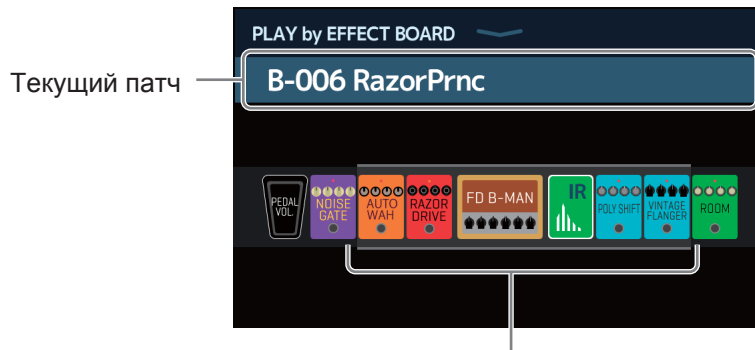 PLAY by EFFECT BOARD
Текущий патч
B-006 RazorPrnc
PEDAL
VOL.
NOISE
GATE
AUTO
WAH
RAZOR
DRIVE
FD B-MAN
IR
POLY SHIFT
VINTAGE
FLANGER
ROOM